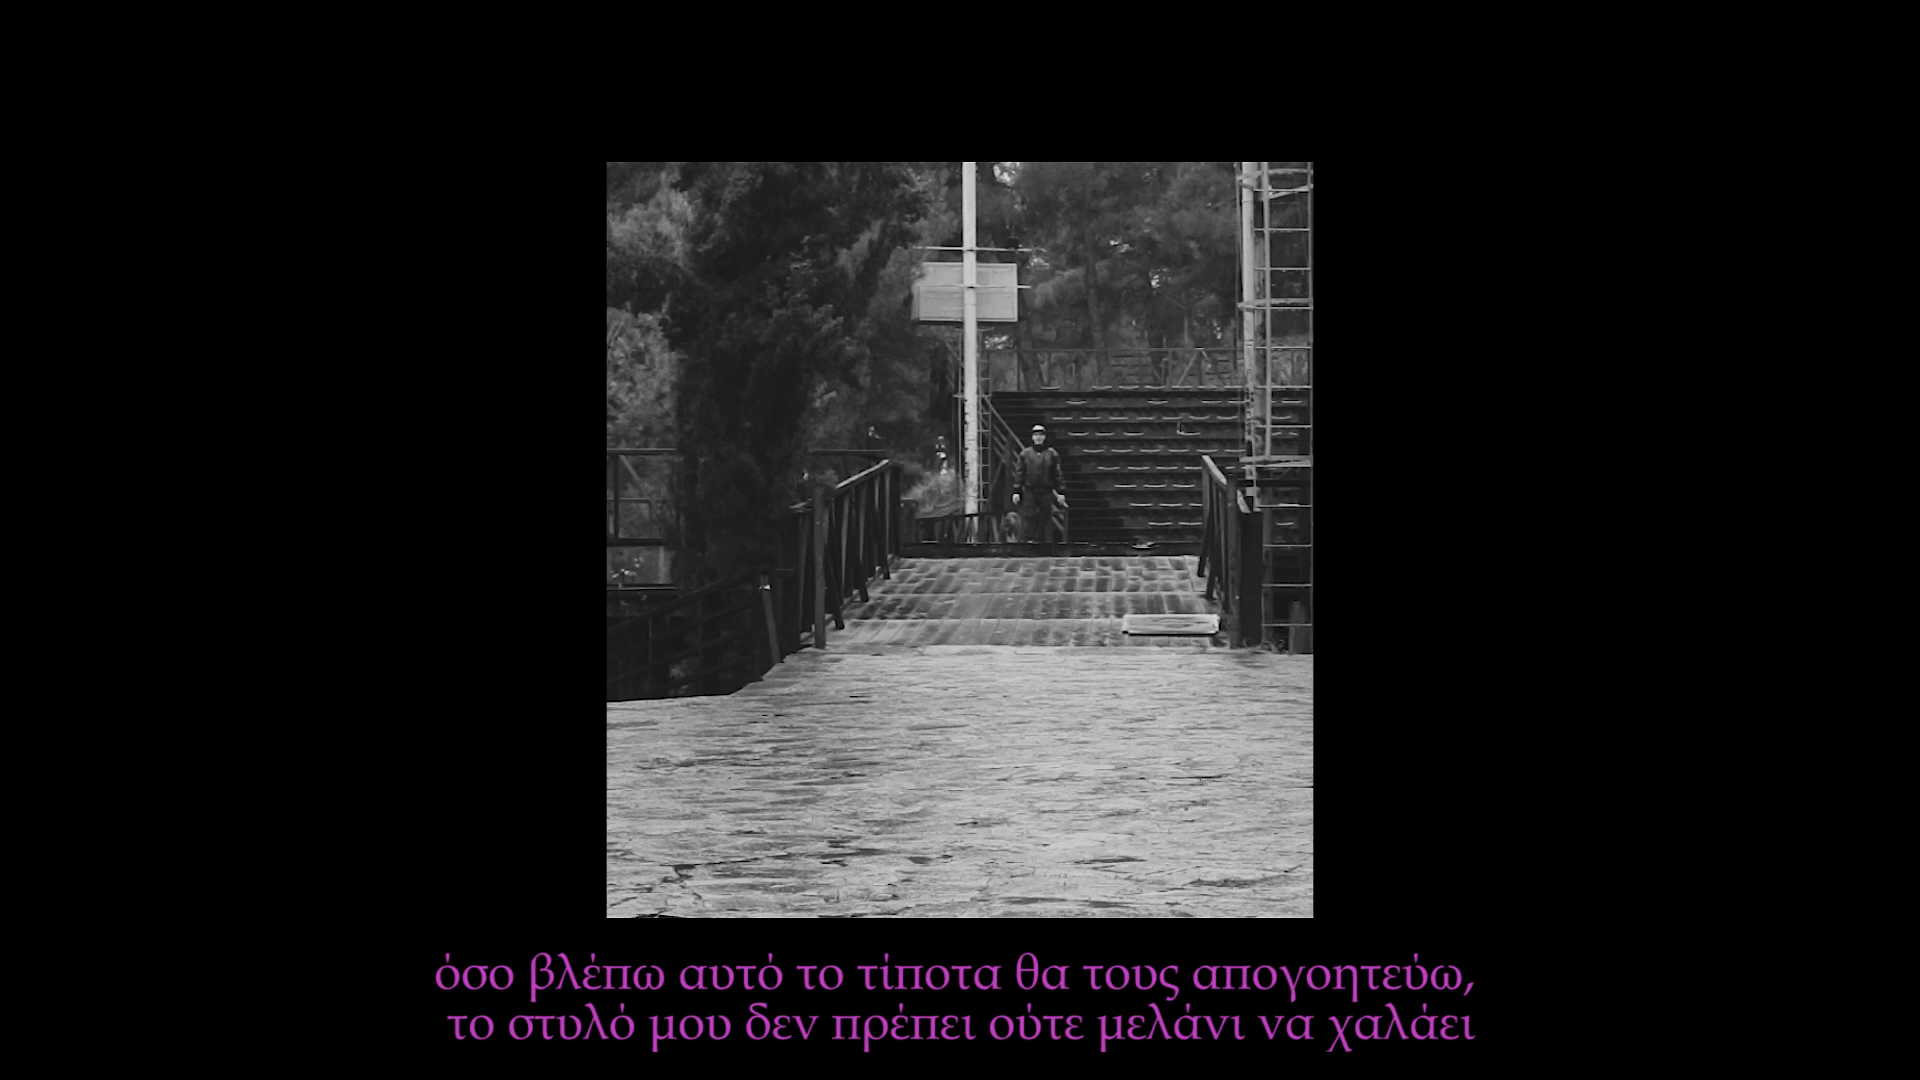 όσο βλέπω αυτό το τίποτα θα τους απογοητεύω,
το στυλό μου δεν πρέπει ούτε μελάνι να χαλάει